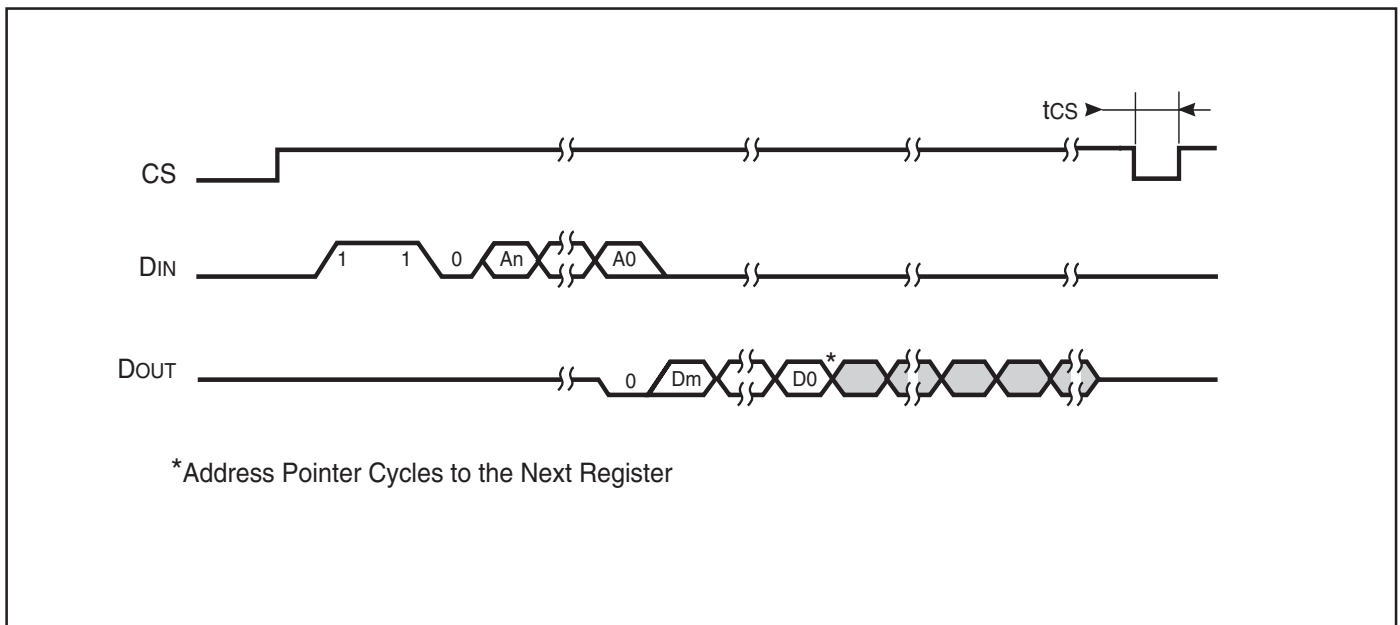 tCS
CS
DIN
1 1 0 An A0
DOUT
0 Dm D0 *
*Address Pointer Cycles to the Next Register